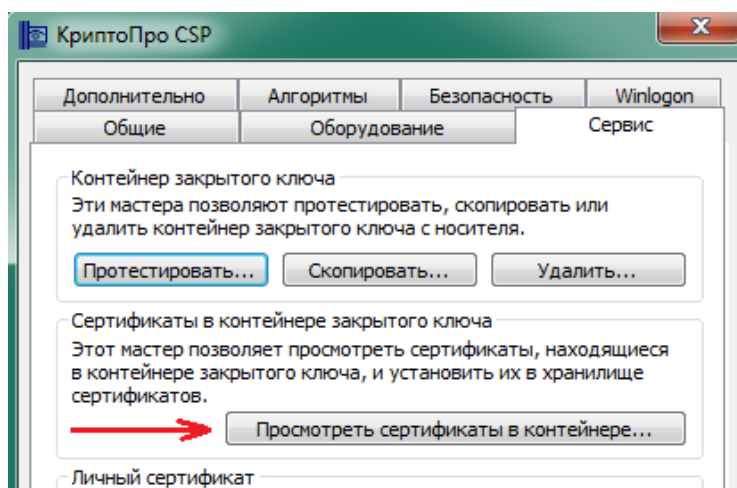 КриптоПро CSP
Дополнительно Алгоритмы Безопасность Winlogon
Общие Оборудование Сервис
Контейнер закрытого ключа
Эти мастера позволяют протестировать, скопировать или
удалить контейнер закрытого ключа с носителя.
Протестировать... Скопировать... Удалить...
Сертификаты в контейнере закрытого ключа
Этот мастер позволяет просмотреть сертификаты, находящиеся
в контейнере закрытого ключа, и установить их в хранилище
сертификатов.
Просмотреть сертификаты в контейнере...
Личный сертификат